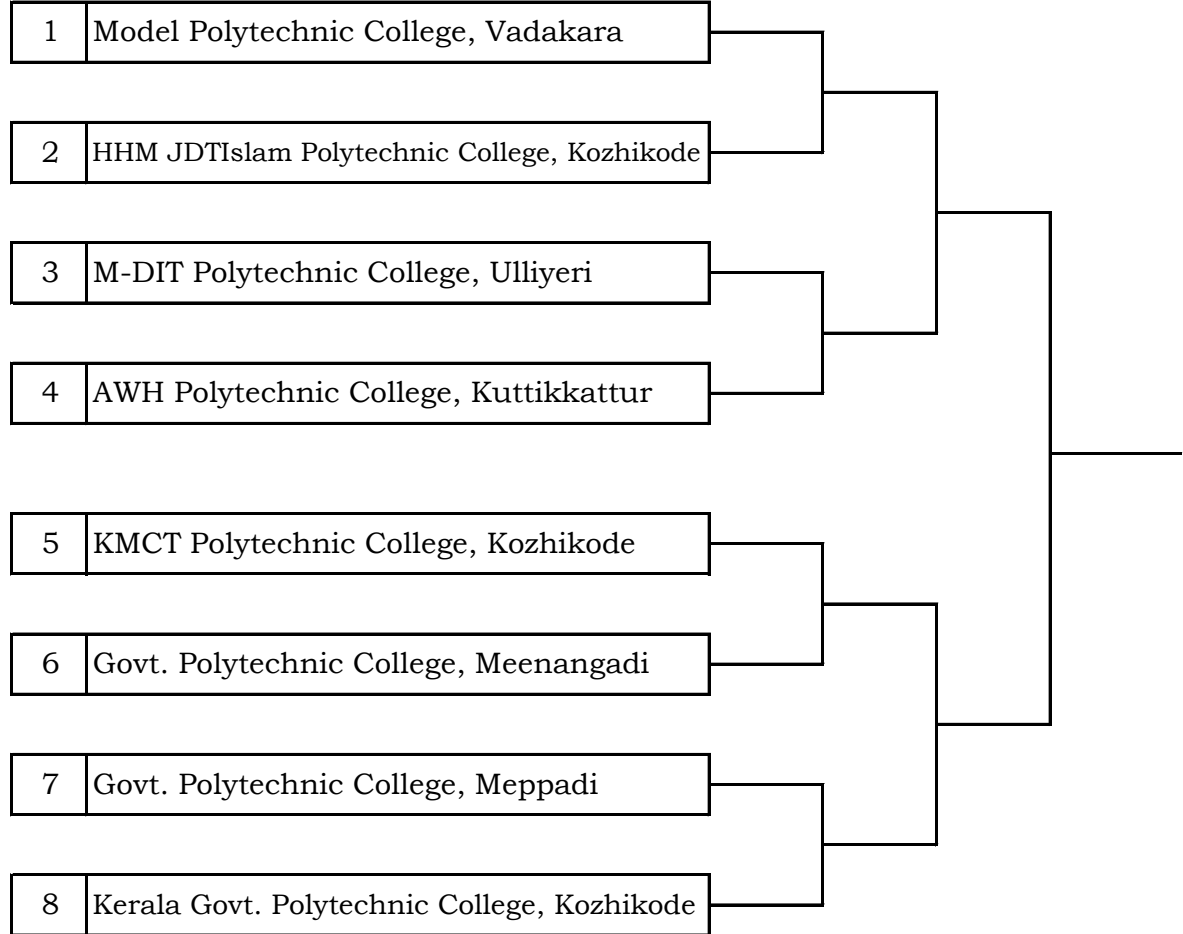 1 Model Polytechnic College, Vadakara
2 HHM JDTIslam Polytechnic College, Kozhikode
3 M-DIT Polytechnic College, Ulliyeri
4 AWH Polytechnic College, Kuttikkattur
5 KMCT Polytechnic College, Kozhikode
6 Govt. Polytechnic College, Meenangadi
7 Govt. Polytechnic College, Meppadi
8 Kerala Govt. Polytechnic College, Kozhikode